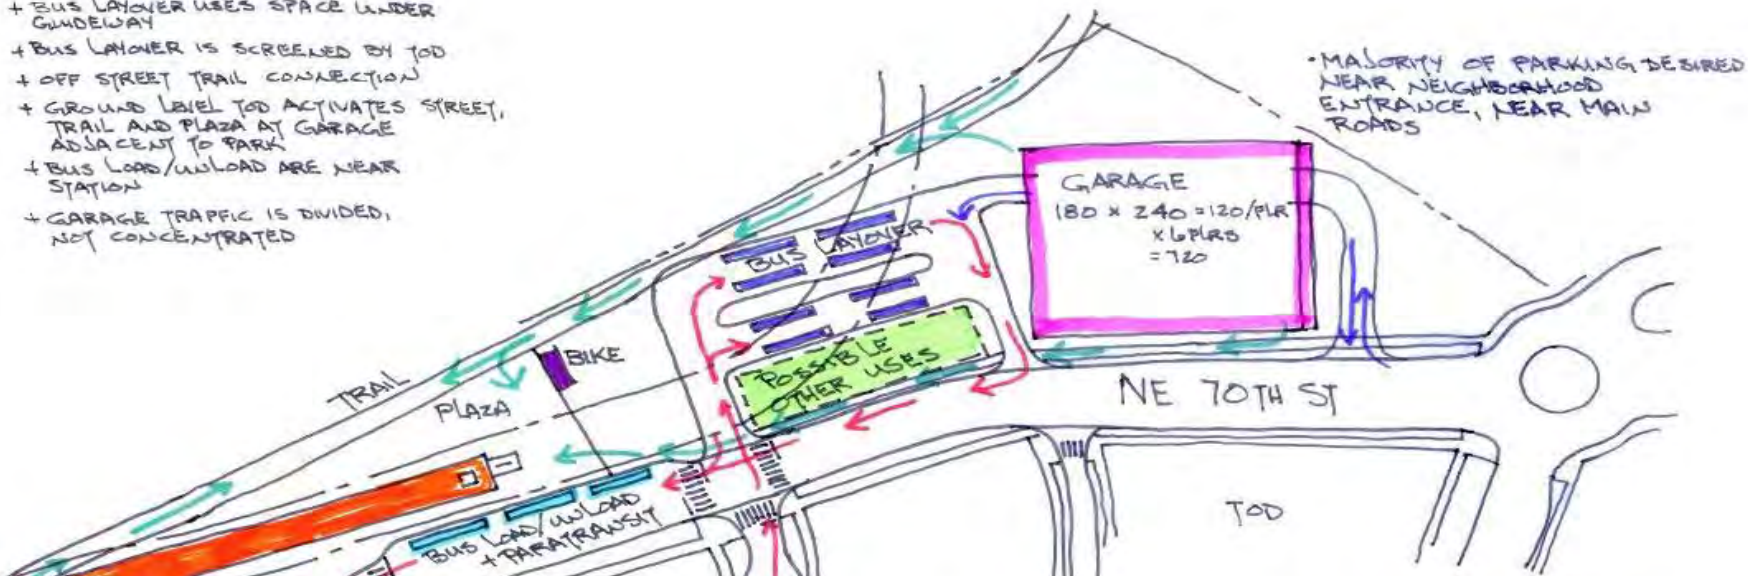 + BUS LAYOVER USES SPACE UNDER
GUIDEWAY
+ BUS LAYOVER IS SCREENED BY TOD
+ OFF STREET TRAIL CONNECTION
+ GROUND LEVEL TOD ACTIVATES STREET,
TRAIL AND PLAZA AT GARAGE
ADJACENT TO PARK
+ BUS LOAD/UNLOAD ARE NEAR
STATION
+ GARAGE TRAFFIC IS DIVIDED,
NOT CONCENTRATED
• MAJORITY OF PARKING DESIRED
NEAR NEIGHBORHOOD
ENTRANCE, NEAR MAIN
ROADS
GARAGE
180 x 240 = 120/FLR
x 6 FLRS
= 720
BUS LAYOVER
POSSIBLE
OTHER USES
BIKE
TRAIL
PLAZA
NE 70TH ST
BUS LOAD/UNLOAD
+ PARATRANSIT
TOD